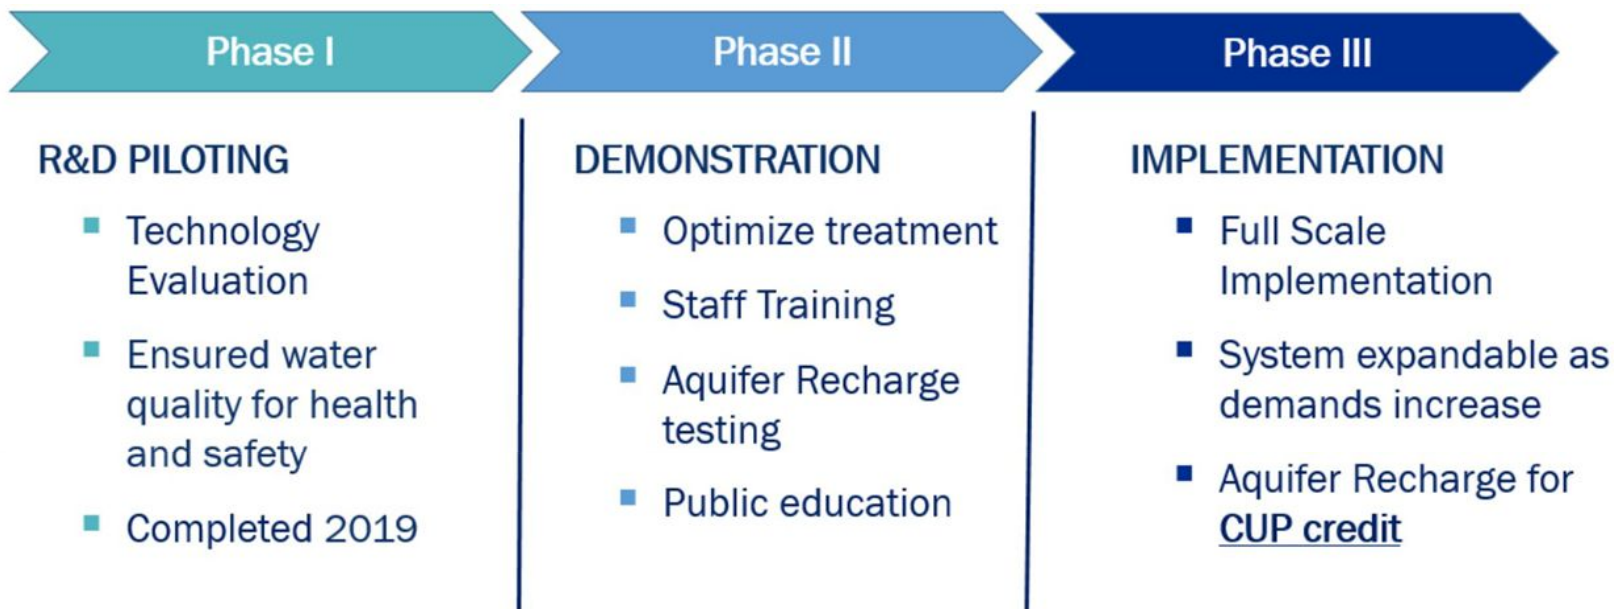 Phase I
Phase II
Phase III
R&D PILOTING
Technology
Evaluation
Ensured water
quality for health
and safety
Completed 2019
DEMONSTRATION
Optimize treatment
Staff Training
Aquifer Recharge
testing
Public education
IMPLEMENTATION
Full Scale
Implementation
System expandable as
demands increase
Aquifer Recharge for
CUP credit